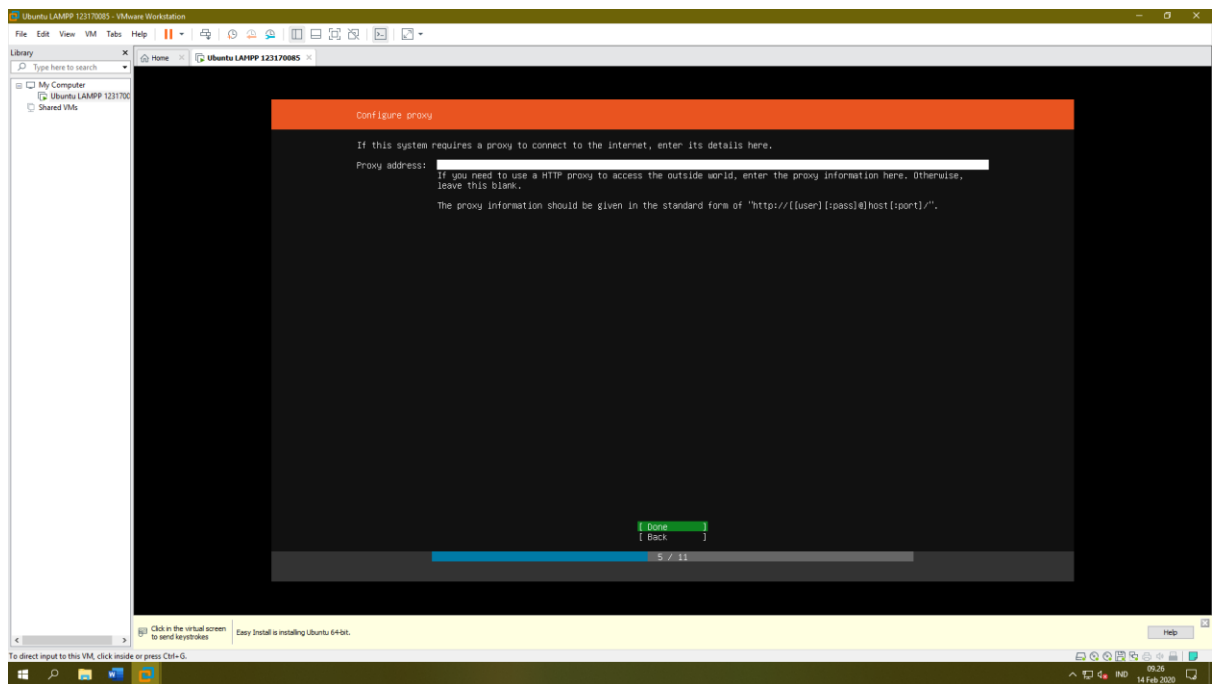 Ubuntu LAMPP 123170085 - VMware Workstation
File Edit View VM Tabs Help
Library
Type here to search
My Computer
Ubuntu LAMPP 1231700
Shared VMs
Home
Ubuntu LAMPP 123170085
Configure proxy
If this system requires a proxy to connect to the internet, enter its details here.
Proxy address:
If you need to use a HTTP proxy to access the outside world, enter the proxy information here. Otherwise,
leave this blank.
The proxy information should be given in the standard form of "http://[[user][:pass]@]host[:port]/".
[ Done ]
[ Back ]
5 / 11
Click in the virtual screen
to send keystrokes
Easy Install is installing Ubuntu 64-bit.
Help
To direct input to this VM, click inside or press Ctrl+G.
IND
09.26
14 Feb 2020